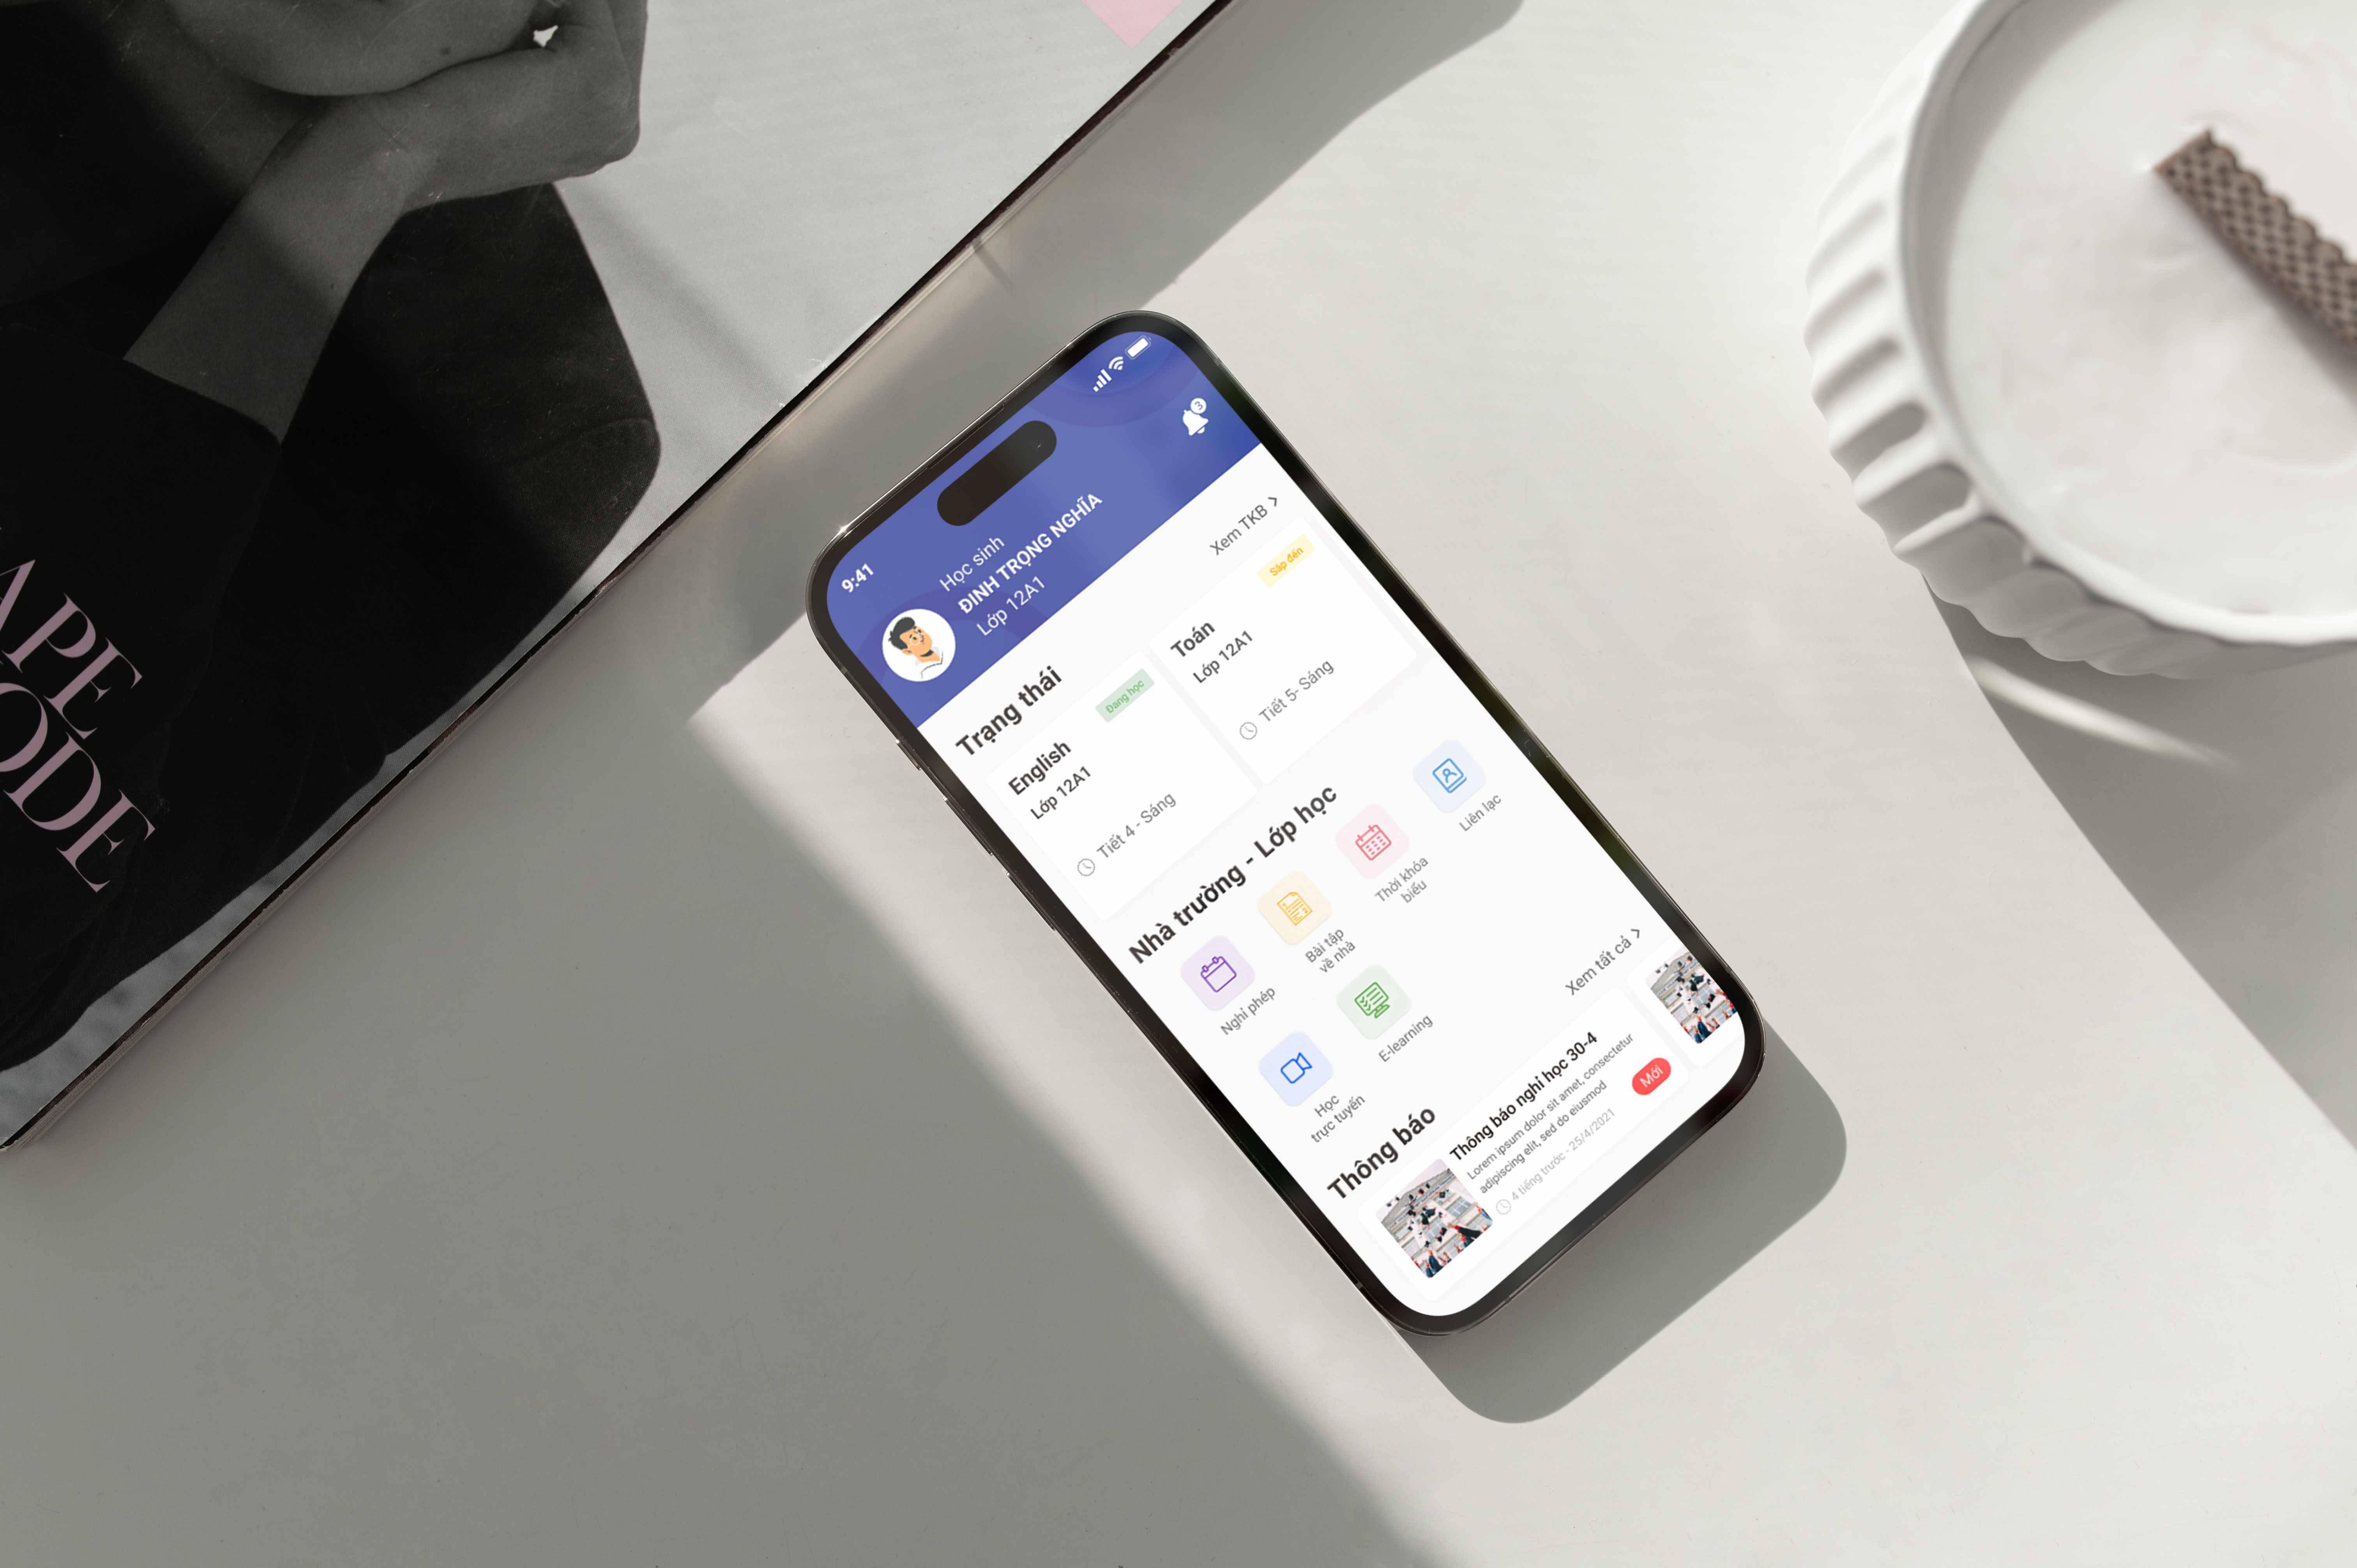 APE
ODE
9:41
3
Học sinh
ĐINH TRỌNG NGHĨA
Lớp 12A1
Trạng thái
Xem TKB >
Đang học
English
Lớp 12A1
Tiết 4 - Sáng
Sắp đến
Toán
Lớp 12A1
Tiết 5- Sáng
Nhà trường - Lớp học
Nghỉ phép
Bài tập
về nhà
Thời khóa
biểu
Liên lạc
Học
trực tuyến
E-learning
Thông báo
Xem tất cả >
Thông báo nghỉ học 30-4
Lorem ipsum dolor sit amet, consectetur
adipiscing elit, sed do eiusmod
4 tiếng trước - 25/4/2021
Mới